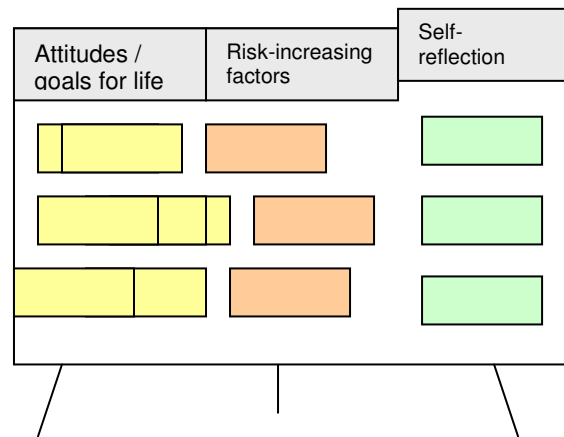 Attitudes /
goals for life
Risk-increasing
factors
Self-
reflection